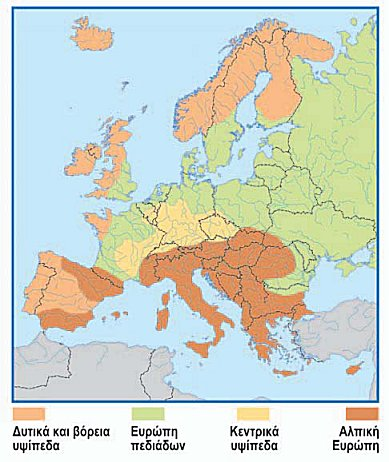 Δυτικά και βόρεια
υψίπεδα
Ευρώπη
πεδιάδων
Κεντρικά
υψίπεδα
Αλπική
Ευρώπη